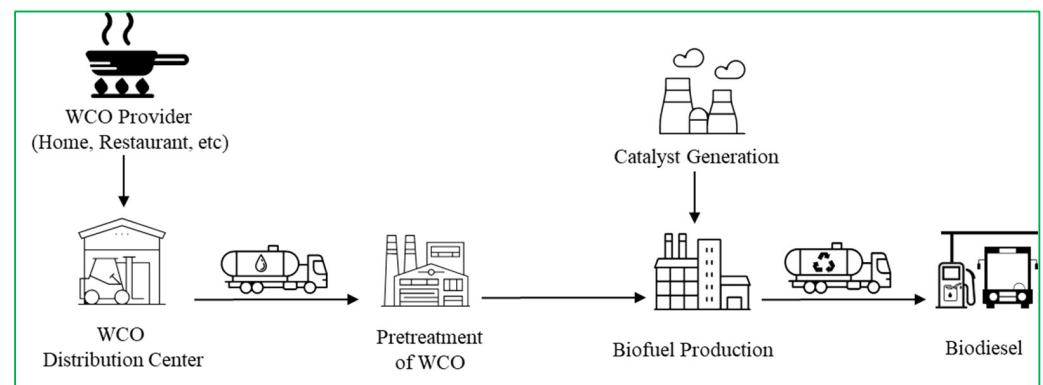 WCO Provider
(Home, Restaurant, etc)
Catalyst Generation
WCO
Distribution Center
Pretreatment
of WCO
Biofuel Production
Biodiesel